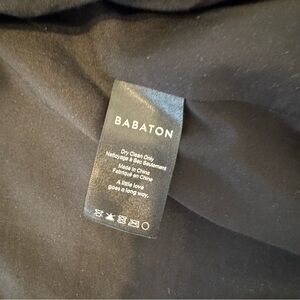 BABATON
Dry Clean Only
Nettoyage à Sec Seulement
Made in China
Fabriqué en Chine
A little love
goes a long way.